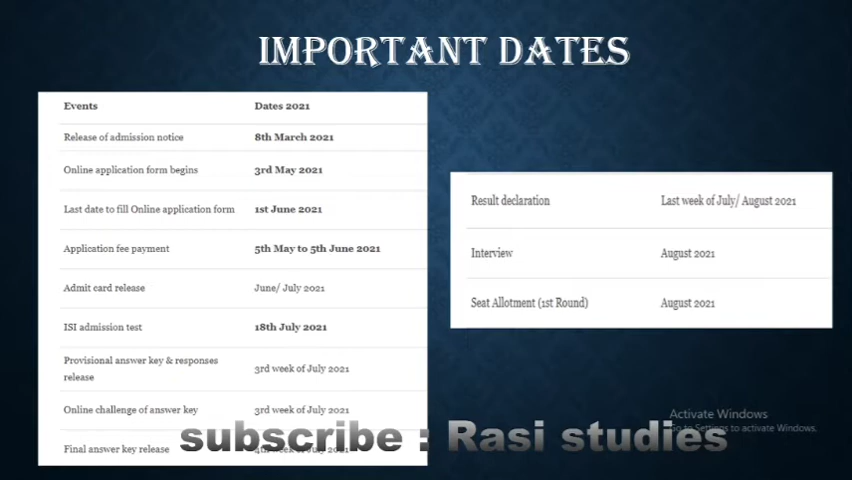 IMPORTANT DATES
Events Dates 2021
Release of admission notice 8th March 2021
Online application form begins 3rd May 2021
Last date to fill Online application form 1st June 2021
Application fee payment 5th May to 5th June 2021
Admit card release June/ July 2021
ISI admission test 18th July 2021
Provisional answer key & responses
release
3rd week of July 2021
Online challenge of answer key 3rd week of July 2021
Final answer key release 4th week of July 2021
Result declaration Last week of July/ August 2021
Interview August 2021
Seat Allotment (1st Round) August 2021
Activate Windows
Go to Settings to activate Windows.
subscribe : Rasi studies